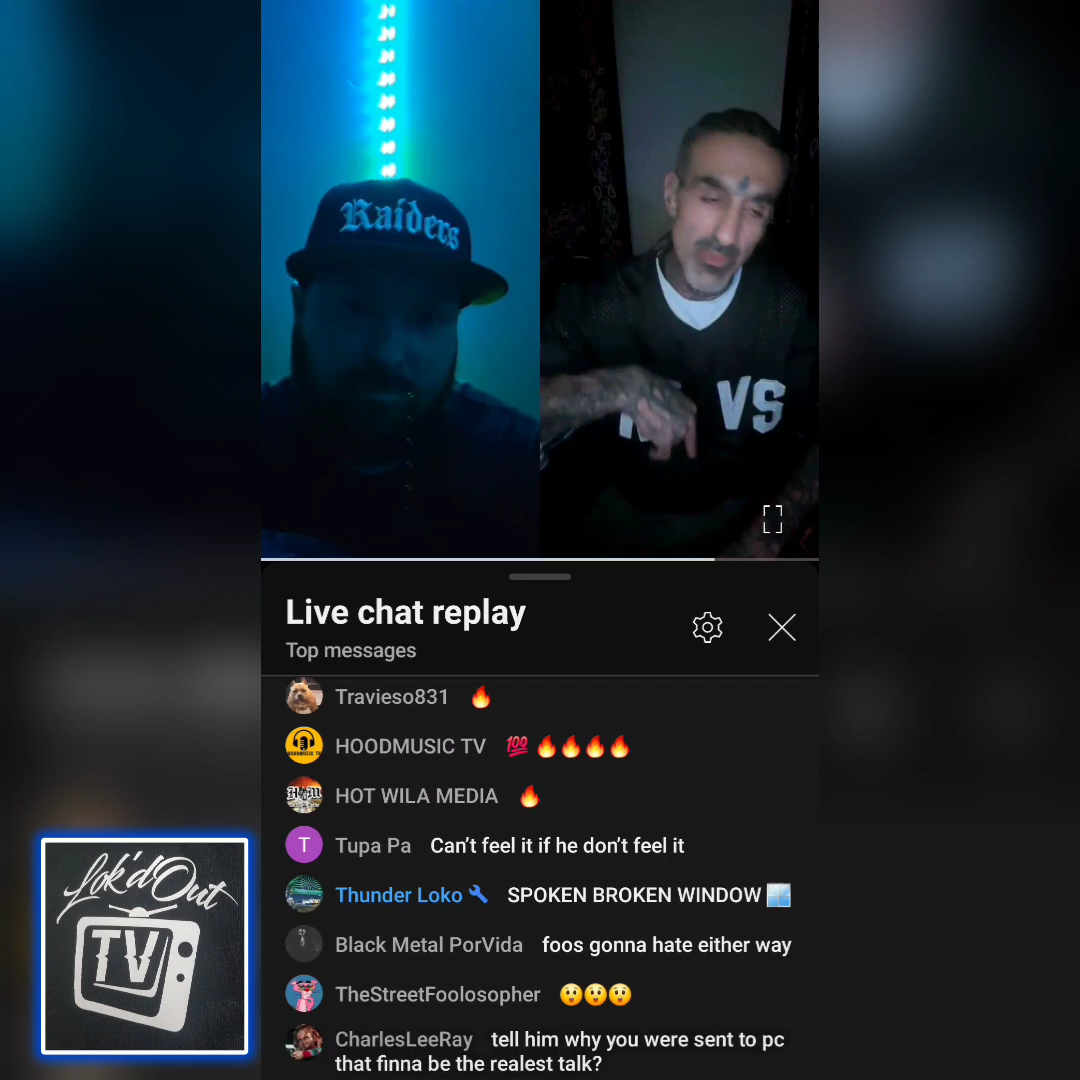 Raiders
VS
Live chat replay
Top messages
Travieso831 🔥
HOODMUSIC TV 💯🔥🔥🔥🔥
HOT WILA MEDIA 🔥
T
Tupa Pa Can’t feel it if he don’t feel it
Thunder Loko SPOKEN BROKEN WINDOW 🪟
Black Metal PorVida foos gonna hate either way
TheStreetFoolosopher 😲😲😲
CharlesLeeRay tell him why you were sent to pc
that finna be the realest talk?
Lok'dOut
TV